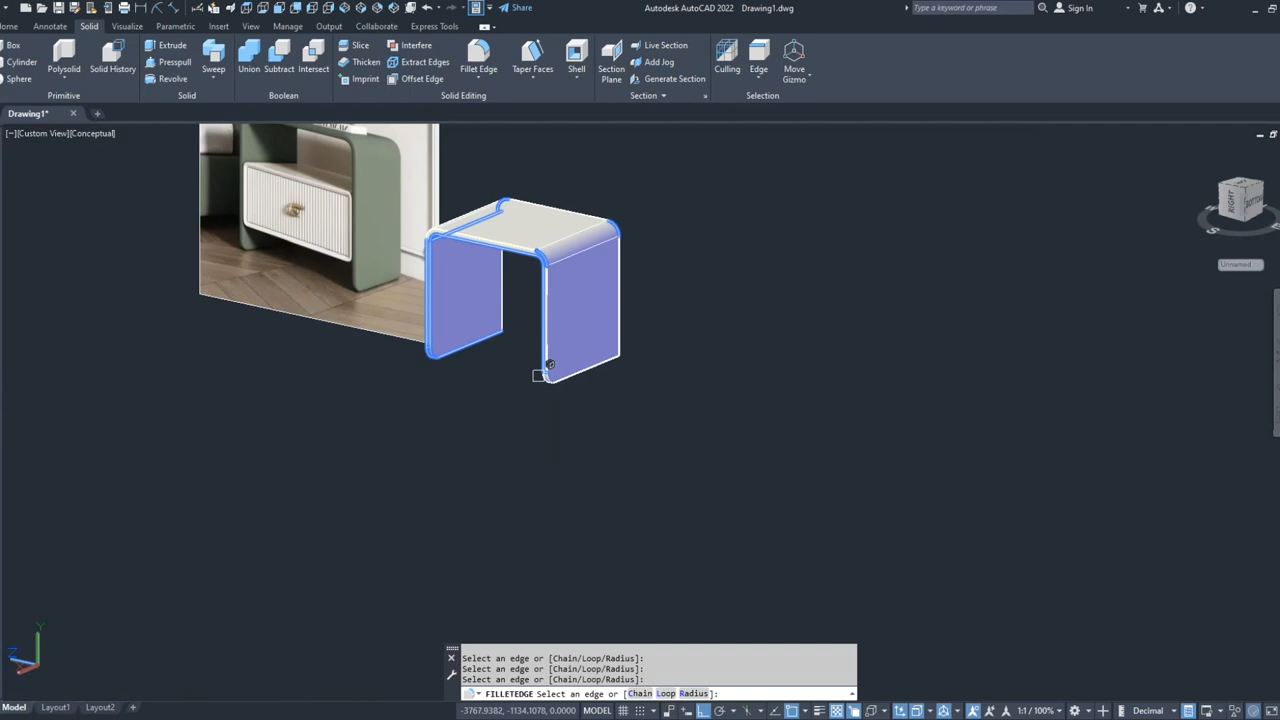 Share
Autodesk AutoCAD 2022 Drawing1.dwg
Type a keyword or phrase
Sign In
ome Annotate Solid Visualize Parametric Insert View Manage Output Collaborate Express Tools
Box
Cylinder
Sphere
Polysolid
Solid History
Primitive
Extrude
Presspull
Revolve
Sweep
Solid
Union
Subtract
Intersect
Boolean
Slice
Thicken
Imprint
Interfere
Extract Edges
Offset Edge
Fillet Edge
Taper Faces
Shell
Solid Editing
Section
Plane
Live Section
Add Jog
Generate Section
Section
Culling
Edge
Move
Gizmo
Selection
Drawing1*
[−][Custom View][Conceptual]
RIGHT
BOTTOM
S
Unnamed
Y
Z
Select an edge or [Chain/Loop/Radius]:
Select an edge or [Chain/Loop/Radius]:
Select an edge or [Chain/Loop/Radius]:
FILLETEDGE Select an edge or [Chain Loop Radius]:
Model Layout1 Layout2
-3767.9382, -1134.1078, 0.0000 MODEL
1:1 / 100%
Decimal